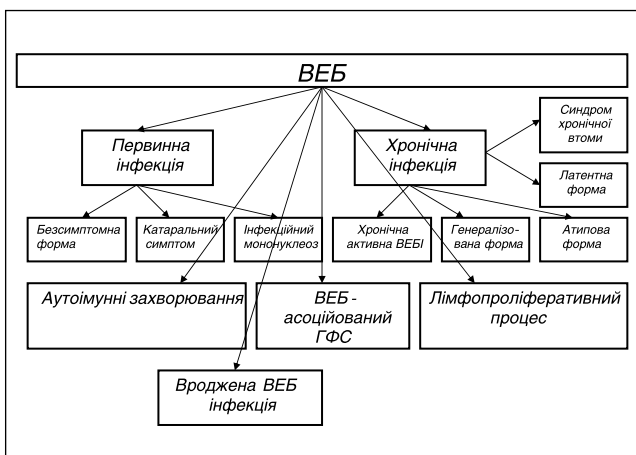 ВЕБ
Синдром
хронічної
втоми
Первинна
інфекція
Хронічна
інфекція
Латентна
форма
Безсимптомна
форма
Катаральний
симптом
Інфекційний
мононуклеоз
Хронічна
активна ВЕБІ
Генералізо-
вана форма
Атипова
форма
Аутоімунні захворювання
ВЕБ -
асоційований
ГФС
Лімфопроліферативний
процес
Вроджена ВЕБ
інфекція